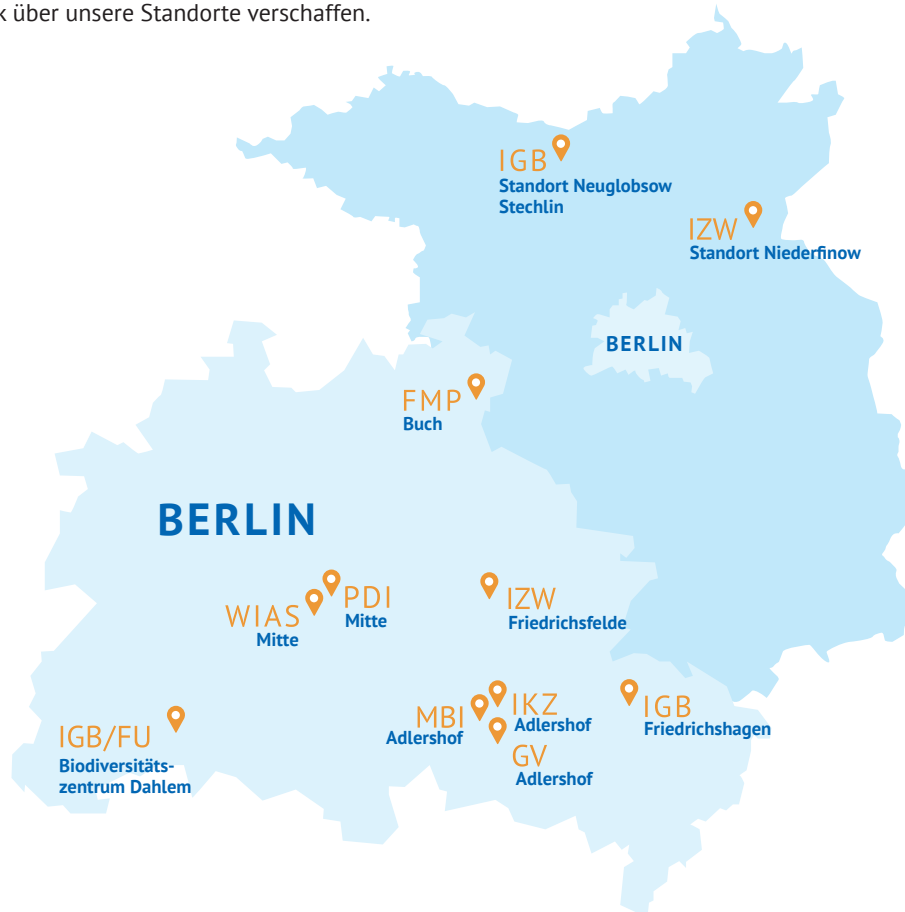 k über unsere Standorte verschaffen.
IGB
Standort Neuglobsow
Stechlin
IZW
Standort Niederfinow
BERLIN
FMP
Buch
BERLIN
PDI
Mitte
WIAS
Mitte
IZW
Friedrichsfelde
IKZ
Adlershof
MBI
Adlershof
GV
Adlershof
IGB
Friedrichshagen
IGB/FU
Biodiversitäts-
zentrum Dahlem